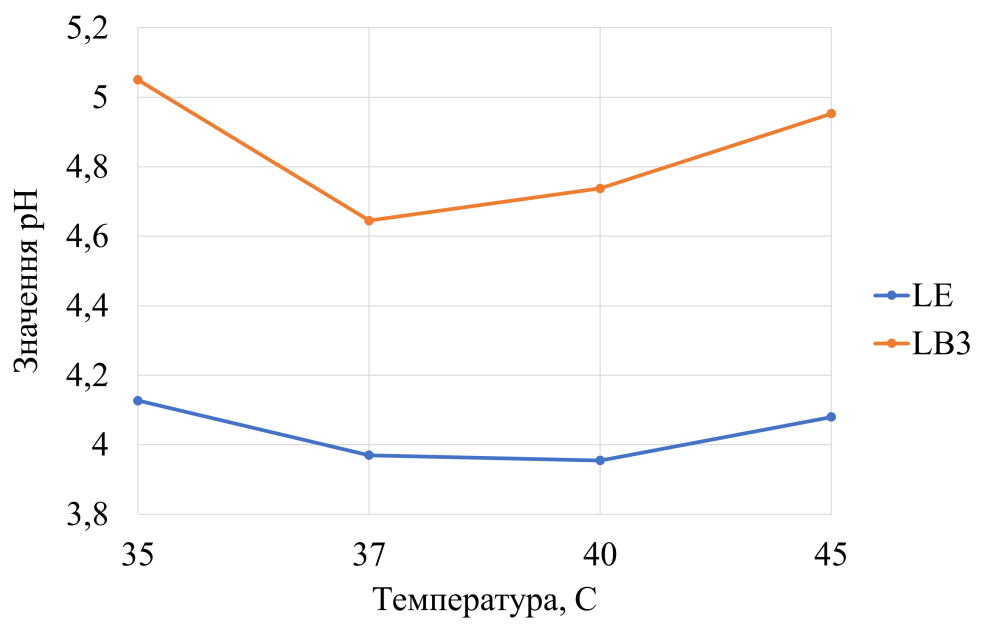 5,2
5
4,8
4,6
4,4
4,2
4
3,8
Значення pH
35 37 40 45
Температура, С
LE
LB3